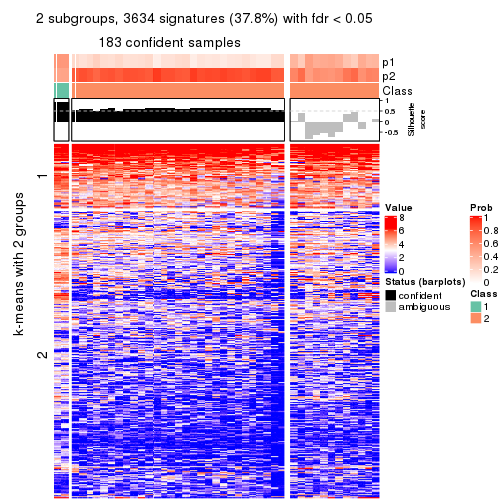 2 subgroups, 3634 signatures (37.8%) with fdr < 0.05
183 confident samples
p1
p2
Class
1
0.5
0
-0.5
Silhouette
score
k-means with 2 groups
1
2
Value
8
6
4
2
0
Status (barplots)
confident
ambiguous
Prob
1
0.8
0.6
0.4
0.2
0
Class
1
2